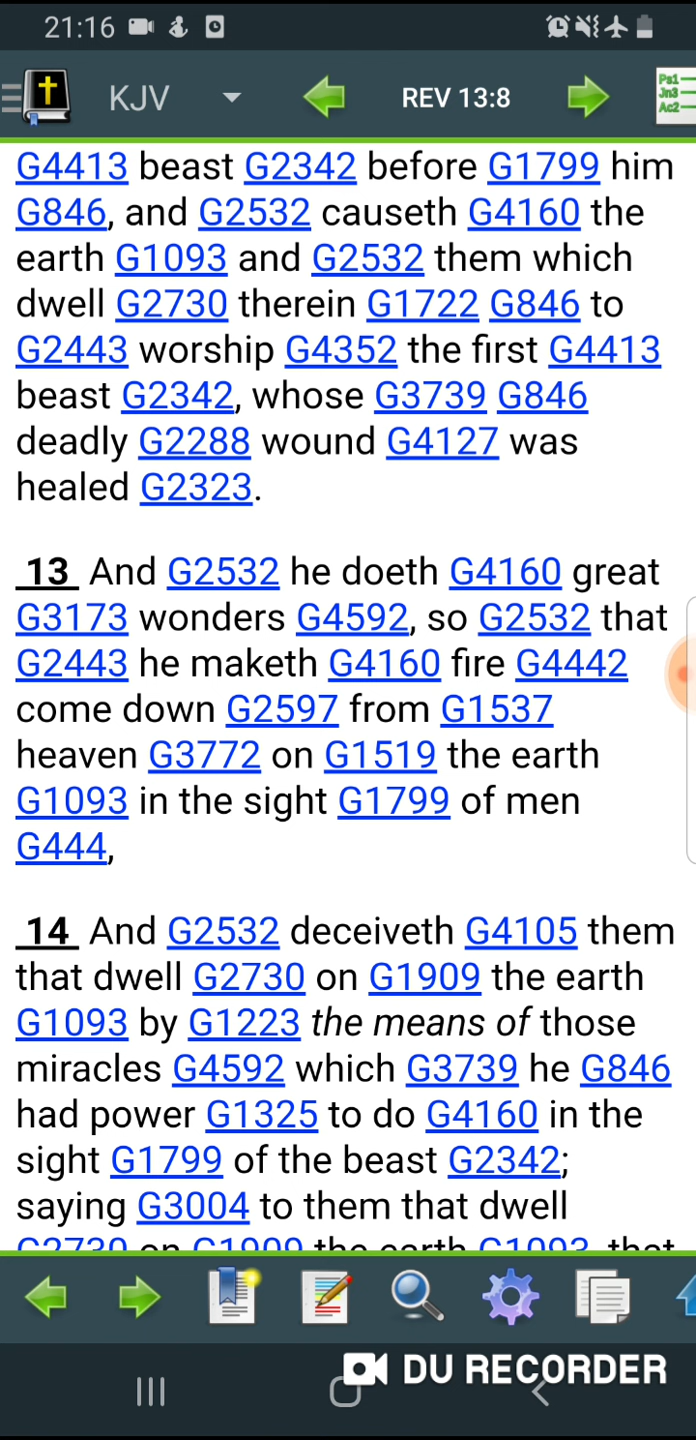 21:16
KJV
REV 13:8
Ps1
Jn3
Ac2
G4413 beast G2342 before G1799 him
G846, and G2532 causeth G4160 the
earth G1093 and G2532 them which
dwell G2730 therein G1722 G846 to
G2443 worship G4352 the first G4413
beast G2342, whose G3739 G846
deadly G2288 wound G4127 was
healed G2323.
13 And G2532 he doeth G4160 great
G3173 wonders G4592, so G2532 that
G2443 he maketh G4160 fire G4442
come down G2597 from G1537
heaven G3772 on G1519 the earth
G1093 in the sight G1799 of men
G444,
14 And G2532 deceiveth G4105 them
that dwell G2730 on G1909 the earth
G1093 by G1223 the means of those
miracles G4592 which G3739 he G846
had power G1325 to do G4160 in the
sight G1799 of the beast G2342;
saying G3004 to them that dwell
G2730 on G1909 the earth G1093, that
DU RECORDER